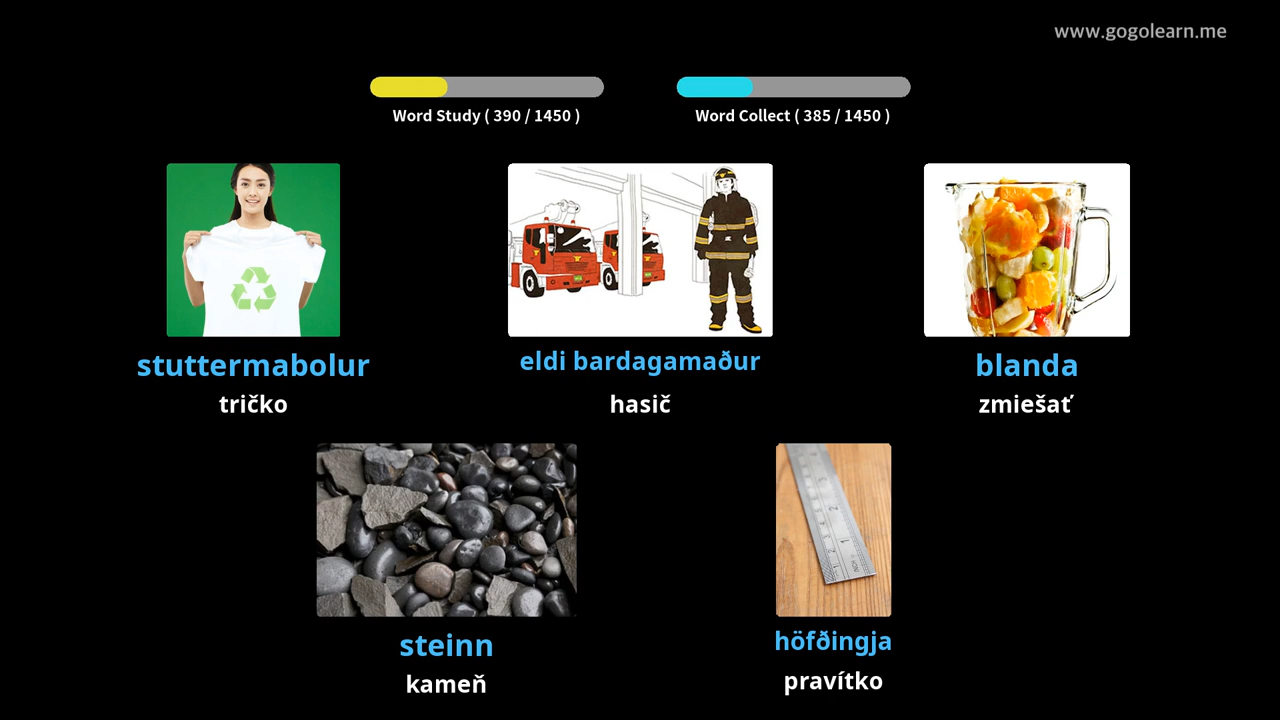 www.gogolearn.me
Word Study ( 390 / 1450 )
Word Collect ( 385 / 1450 )
stuttermabolur
tričko
eldi bardagamaður
hasič
blanda
zmiešať
steinn
kameň
höfðingja
pravítko